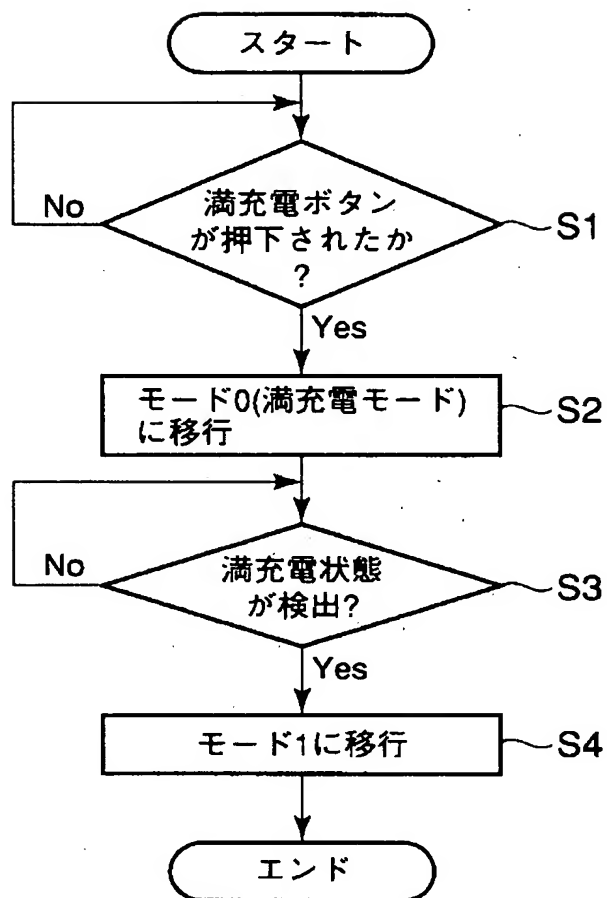 スタート
No
満充電ボタン
が押下されたか
?
S1
Yes
モード0(満充電モード)
に移行
S2
No
満充電状態
が検出?
S3
Yes
モード1に移行
S4
エンド